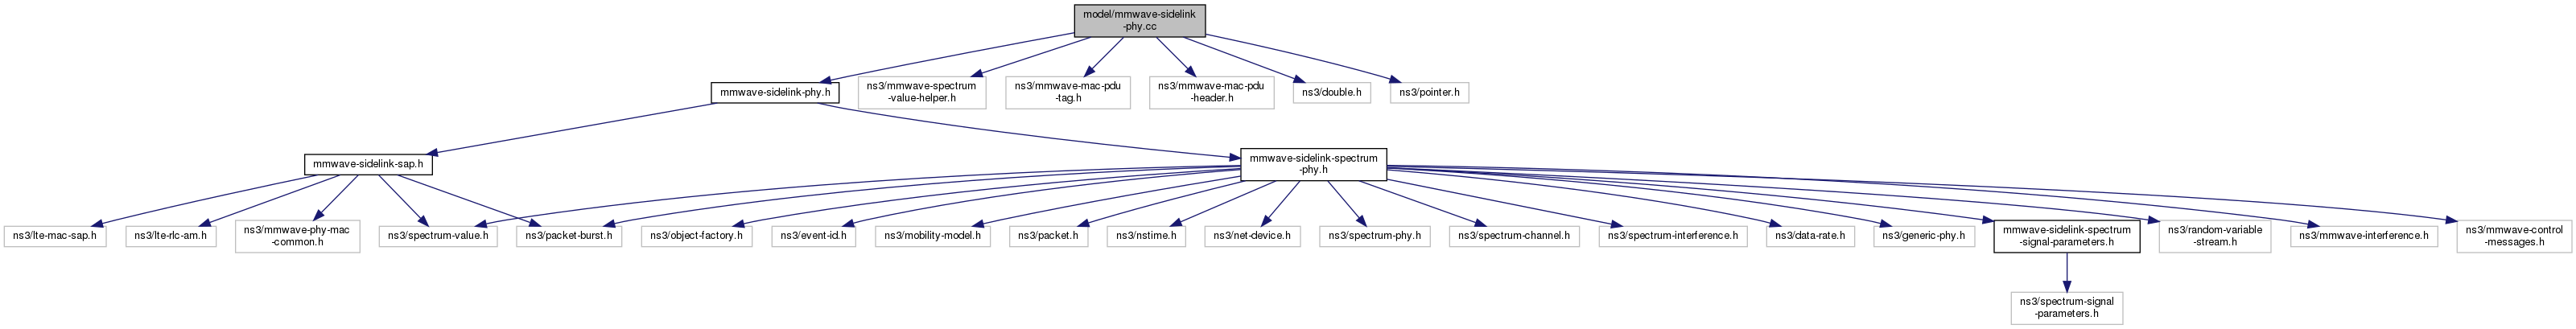 model/mmwave-sidelink
-phy.cc
mmwave-sidelink-phy.h
ns3/mmwave-spectrum
-value-helper.h
ns3/mmwave-mac-pdu
-tag.h
ns3/mmwave-mac-pdu
-header.h
ns3/double.h
ns3/pointer.h
mmwave-sidelink-sap.h
mmwave-sidelink-spectrum
-phy.h
ns3/lte-mac-sap.h
ns3/lte-rlc-am.h
ns3/mmwave-phy-mac
-common.h
ns3/spectrum-value.h
ns3/packet-burst.h
ns3/object-factory.h
ns3/event-id.h
ns3/mobility-model.h
ns3/packet.h
ns3/nstime.h
ns3/net-device.h
ns3/spectrum-phy.h
ns3/spectrum-channel.h
ns3/spectrum-interference.h
ns3/data-rate.h
ns3/generic-phy.h
mmwave-sidelink-spectrum
-signal-parameters.h
ns3/random-variable
-stream.h
ns3/mmwave-interference.h
ns3/mmwave-control
-messages.h
ns3/spectrum-signal
-parameters.h